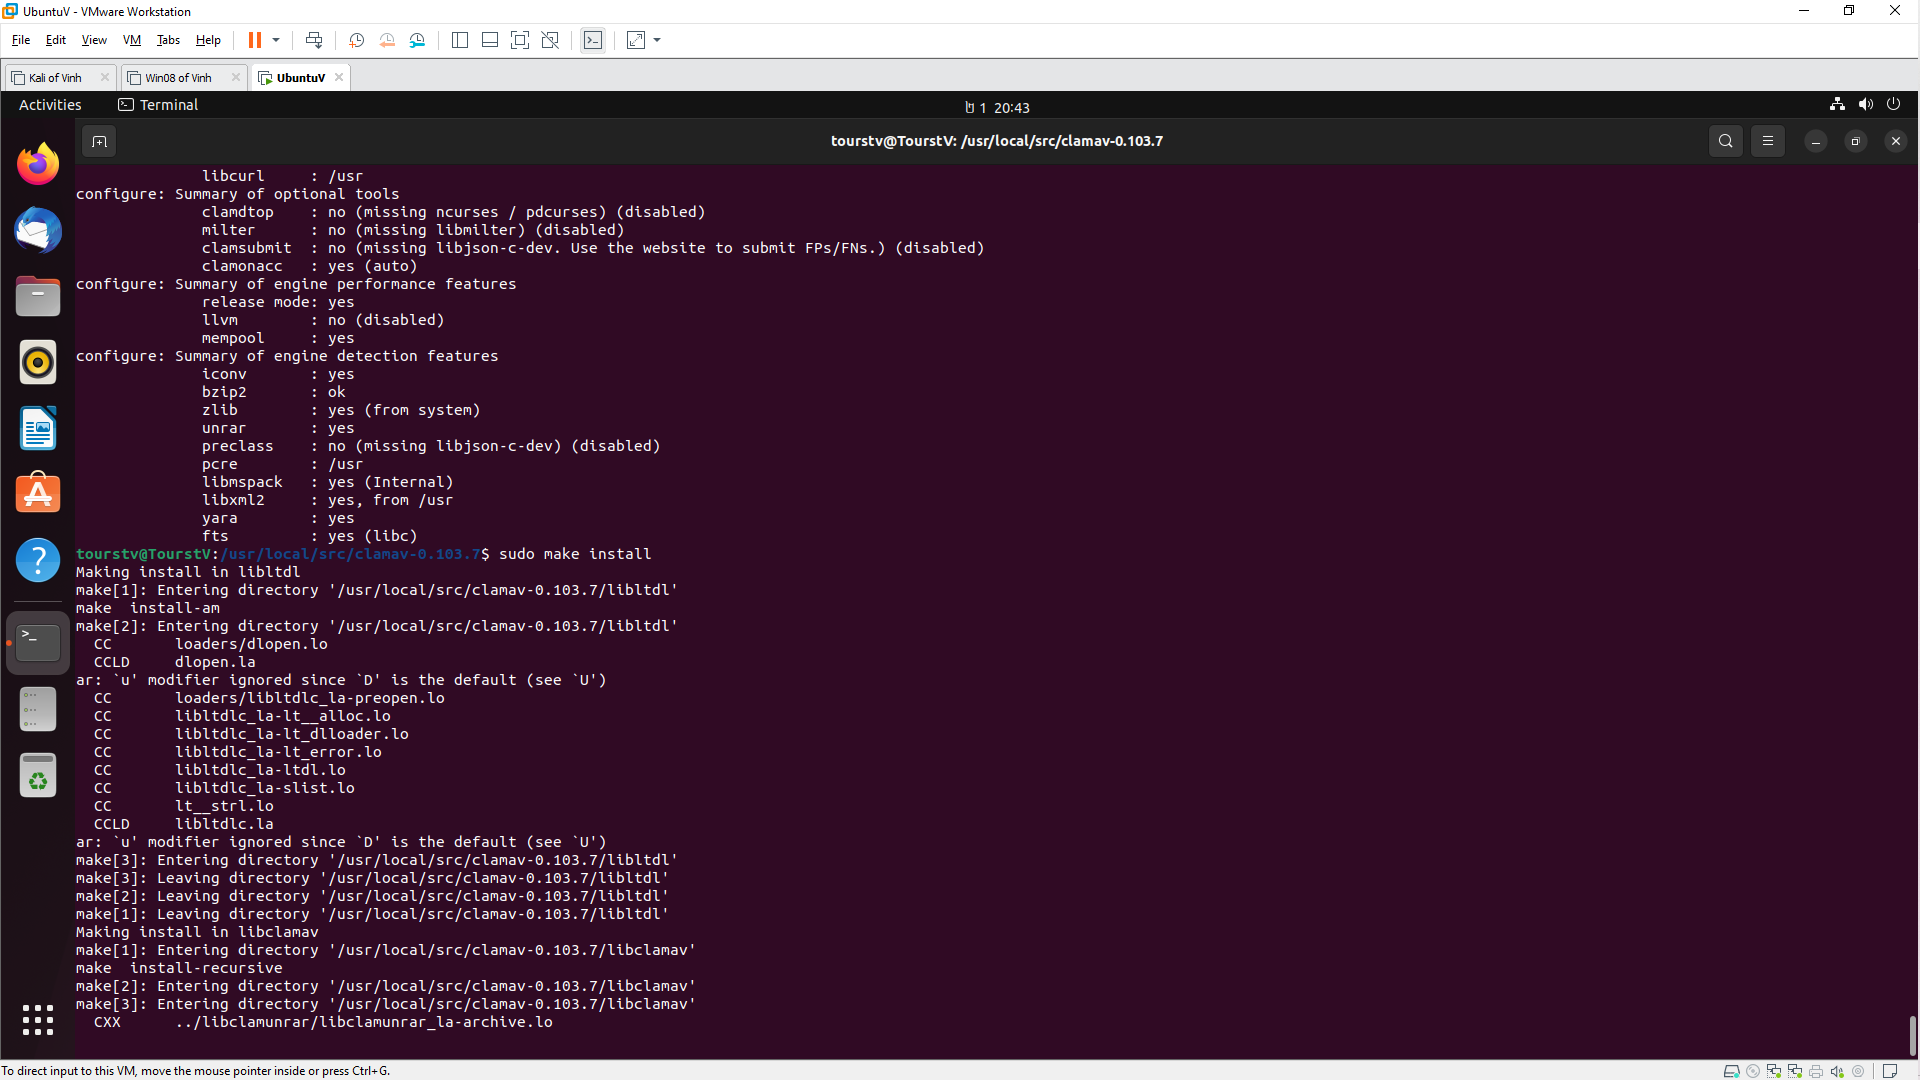 UbuntuV - VMware Workstation
File Edit View VM Tabs Help
Kali of Vinh
Win08 of Vinh
UbuntuV
Activities
Terminal
1 20:43
tourstv@TourstV: /usr/local/src/clamav-0.103.7
libcurl : /usr
configure: Summary of optional tools
clamdtop : no (missing ncurses / pdcurses) (disabled)
milter : no (missing libmilter) (disabled)
clamsubmit : no (missing libjson-c-dev. Use the website to submit FPs/FNs.) (disabled)
clamonacc : yes (auto)
configure: Summary of engine performance features
release mode: yes
llvm : no (disabled)
mempool : yes
configure: Summary of engine detection features
iconv : yes
bzip2 : ok
zlib : yes (from system)
unrar : yes
preclass : no (missing libjson-c-dev) (disabled)
pcre : /usr
libmspack : yes (Internal)
libxml2 : yes, from /usr
yara : yes
fts : yes (libc)
tourstv@TourstV:/usr/local/src/clamav-0.103.7$ sudo make install
Making install in libltdl
make[1]: Entering directory '/usr/local/src/clamav-0.103.7/libltdl'
make  install-am
make[2]: Entering directory '/usr/local/src/clamav-0.103.7/libltdl'
CC loaders/dlopen.lo
CCLD dlopen.la
ar: `u' modifier ignored since `D' is the default (see `U')
CC loaders/libltdlc_la-preopen.lo
CC libltdlc_la-lt__alloc.lo
CC libltdlc_la-lt_dlloader.lo
CC libltdlc_la-lt_error.lo
CC libltdlc_la-ltdl.lo
CC libltdlc_la-slist.lo
CC lt__strl.lo
CCLD libltdlc.la
ar: `u' modifier ignored since `D' is the default (see `U')
make[3]: Entering directory '/usr/local/src/clamav-0.103.7/libltdl'
make[3]: Leaving directory '/usr/local/src/clamav-0.103.7/libltdl'
make[2]: Leaving directory '/usr/local/src/clamav-0.103.7/libltdl'
make[1]: Leaving directory '/usr/local/src/clamav-0.103.7/libltdl'
Making install in libclamav
make[1]: Entering directory '/usr/local/src/clamav-0.103.7/libclamav'
make  install-recursive
make[2]: Entering directory '/usr/local/src/clamav-0.103.7/libclamav'
make[3]: Entering directory '/usr/local/src/clamav-0.103.7/libclamav'
CXX ../libclamunrar/libclamunrar_la-archive.lo
To direct input to this VM, move the mouse pointer inside or press Ctrl+G.